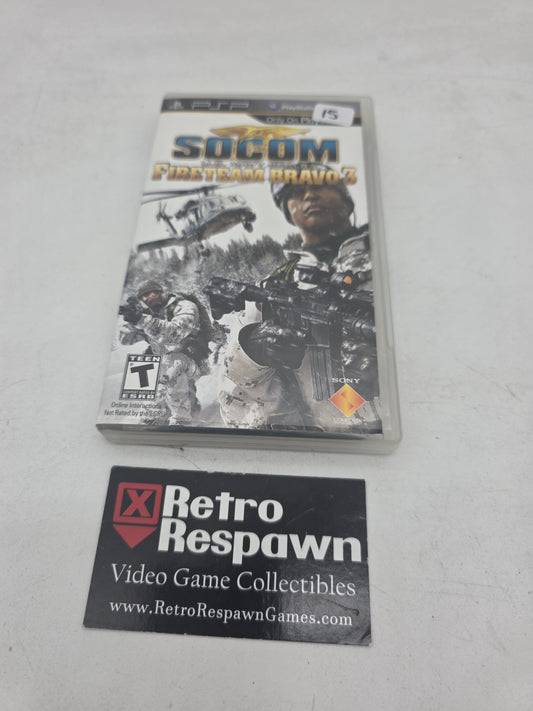 PSP
PlayStation
15
Only On Play
SOCOM
FIRETEAM BRAVO 3
TEEN
T
ESRB
Online Interactions
Not Rated by the ESRB
SONY
X Retro
Respawn
Video Game Collectibles
www.RetroRespawnGames.com